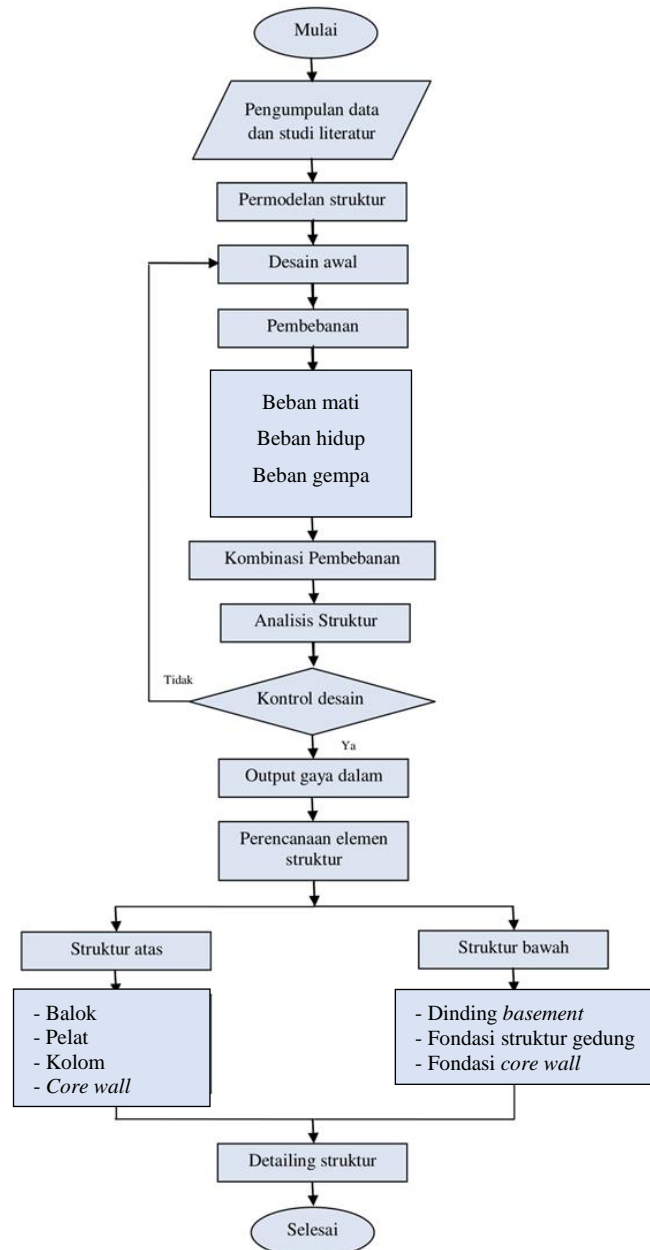 Mulai
Pengumpulan data
dan studi literatur
Permodelan struktur
Desain awal
Pembebanan
Beban mati
Beban hidup
Beban gempa
Kombinasi Pembebanan
Analisis Struktur
Tidak
Kontrol desain
Ya
Output gaya dalam
Perencanaan elemen
struktur
Struktur atas
- Balok
- Pelat
- Kolom
- Core wall
Struktur bawah
- Dinding basement
- Fondasi struktur gedung
- Fondasi core wall
Detailing struktur
Selesai